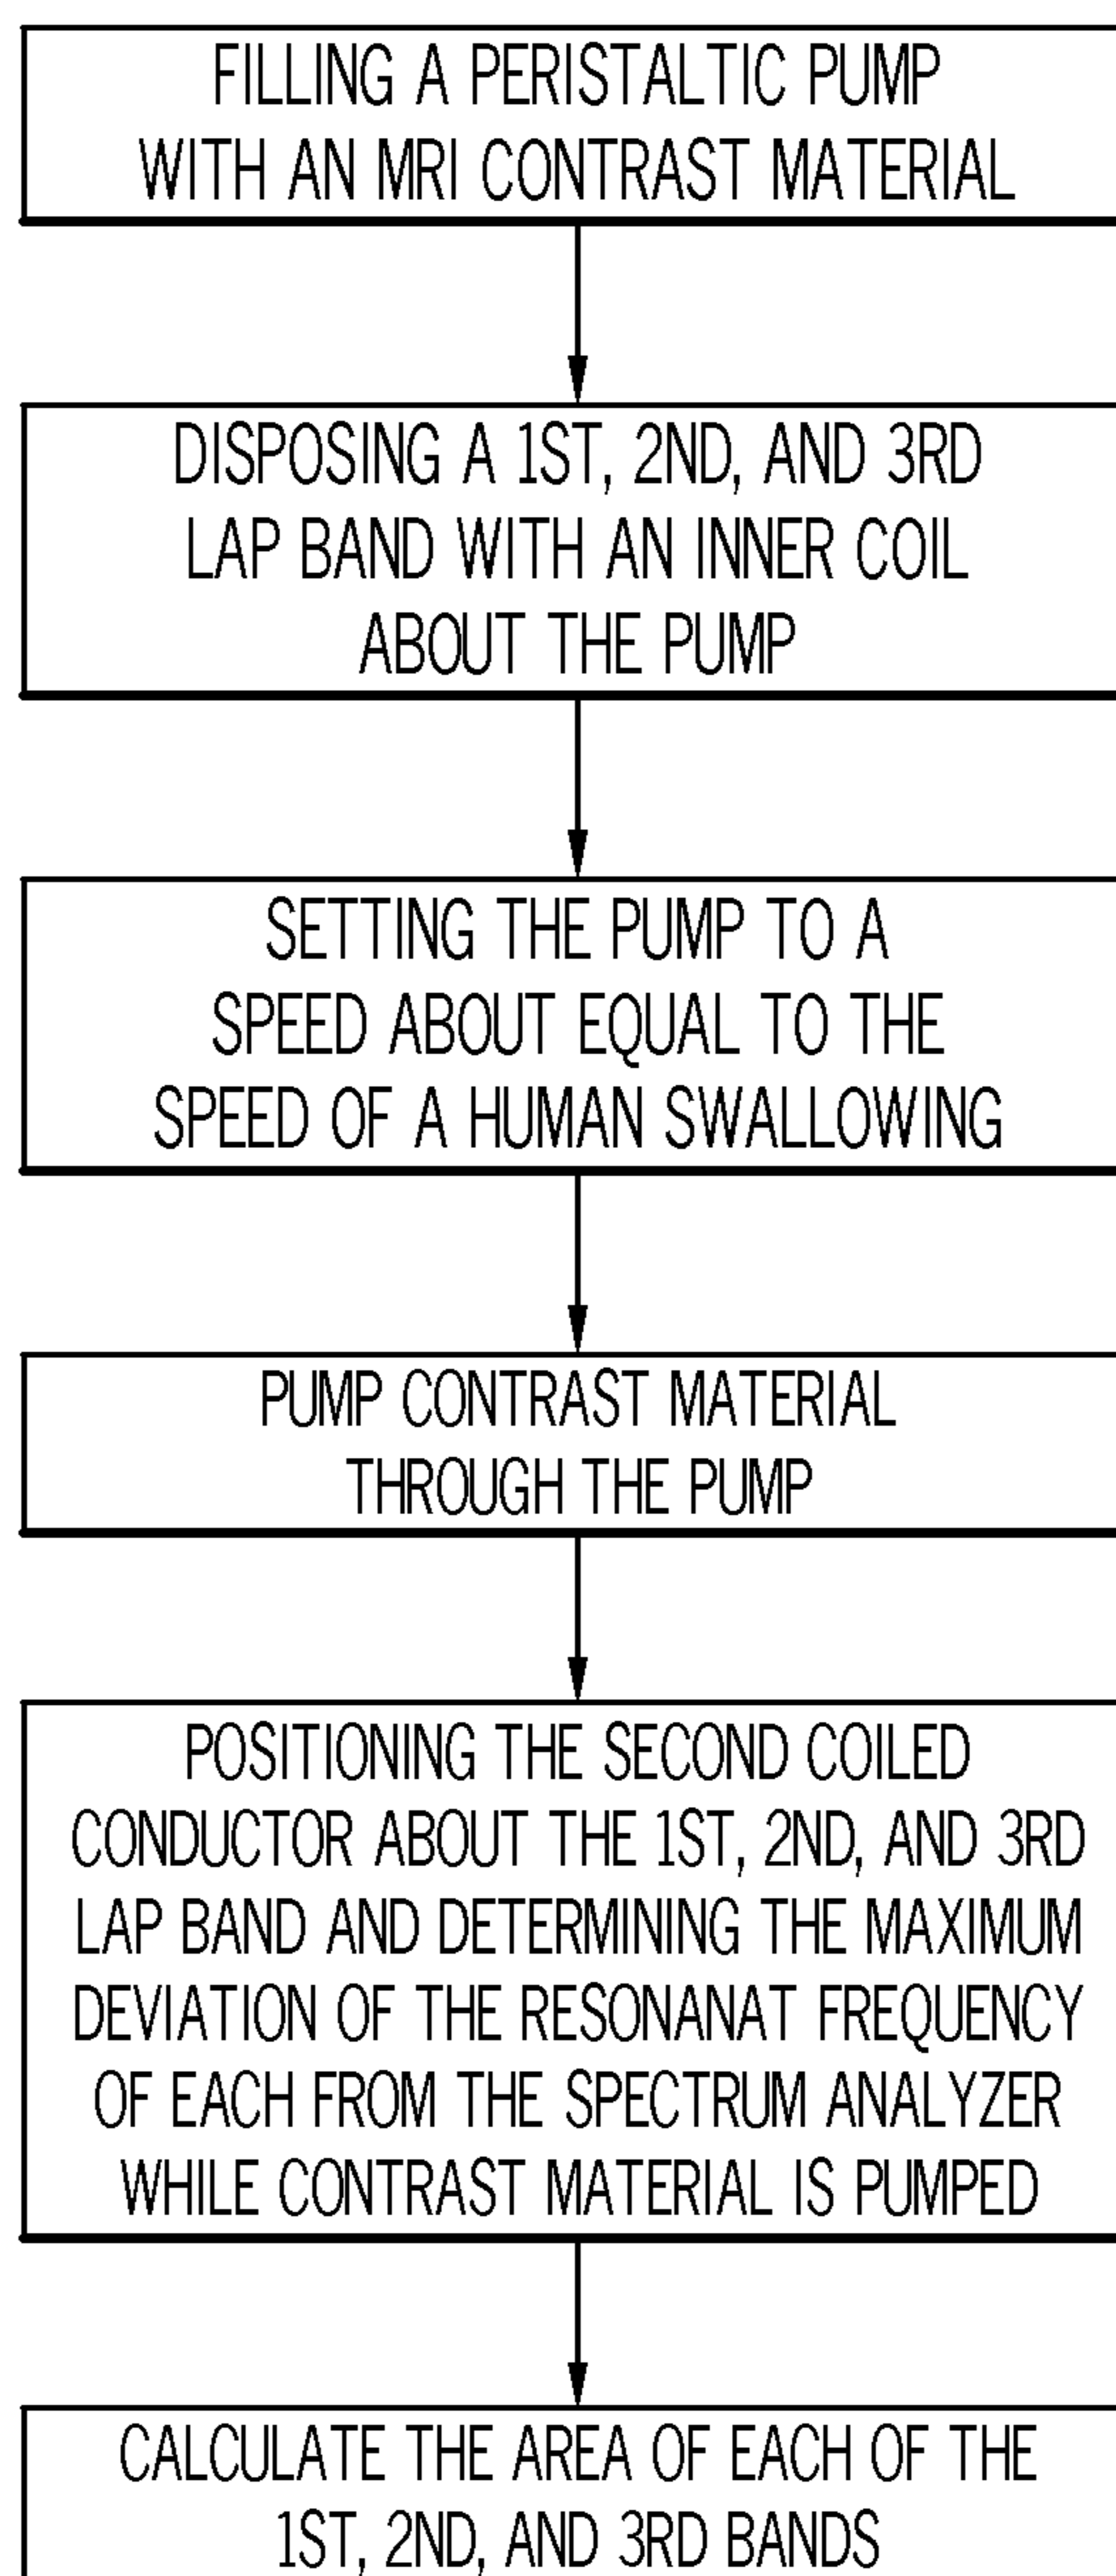 FILLING A PERISTALTIC PUMP
WITH AN MRI CONTRAST MATERIAL
DISPOSING A 1ST, 2ND, AND 3RD
LAP BAND WITH AN INNER COIL
ABOUT THE PUMP
SETTING THE PUMP TO A
SPEED ABOUT EQUAL TO THE
SPEED OF A HUMAN SWALLOWING
PUMP CONTRAST MATERIAL
THROUGH THE PUMP
POSITIONING THE SECOND COILED
CONDUCTOR ABOUT THE 1ST, 2ND, AND 3RD
LAP BAND AND DETERMINING THE MAXIMUM
DEVIATION OF THE RESONANAT FREQUENCY
OF EACH FROM THE SPECTRUM ANALYZER
WHILE CONTRAST MATERIAL IS PUMPED
CALCULATE THE AREA OF EACH OF THE
1ST, 2ND, AND 3RD BANDS